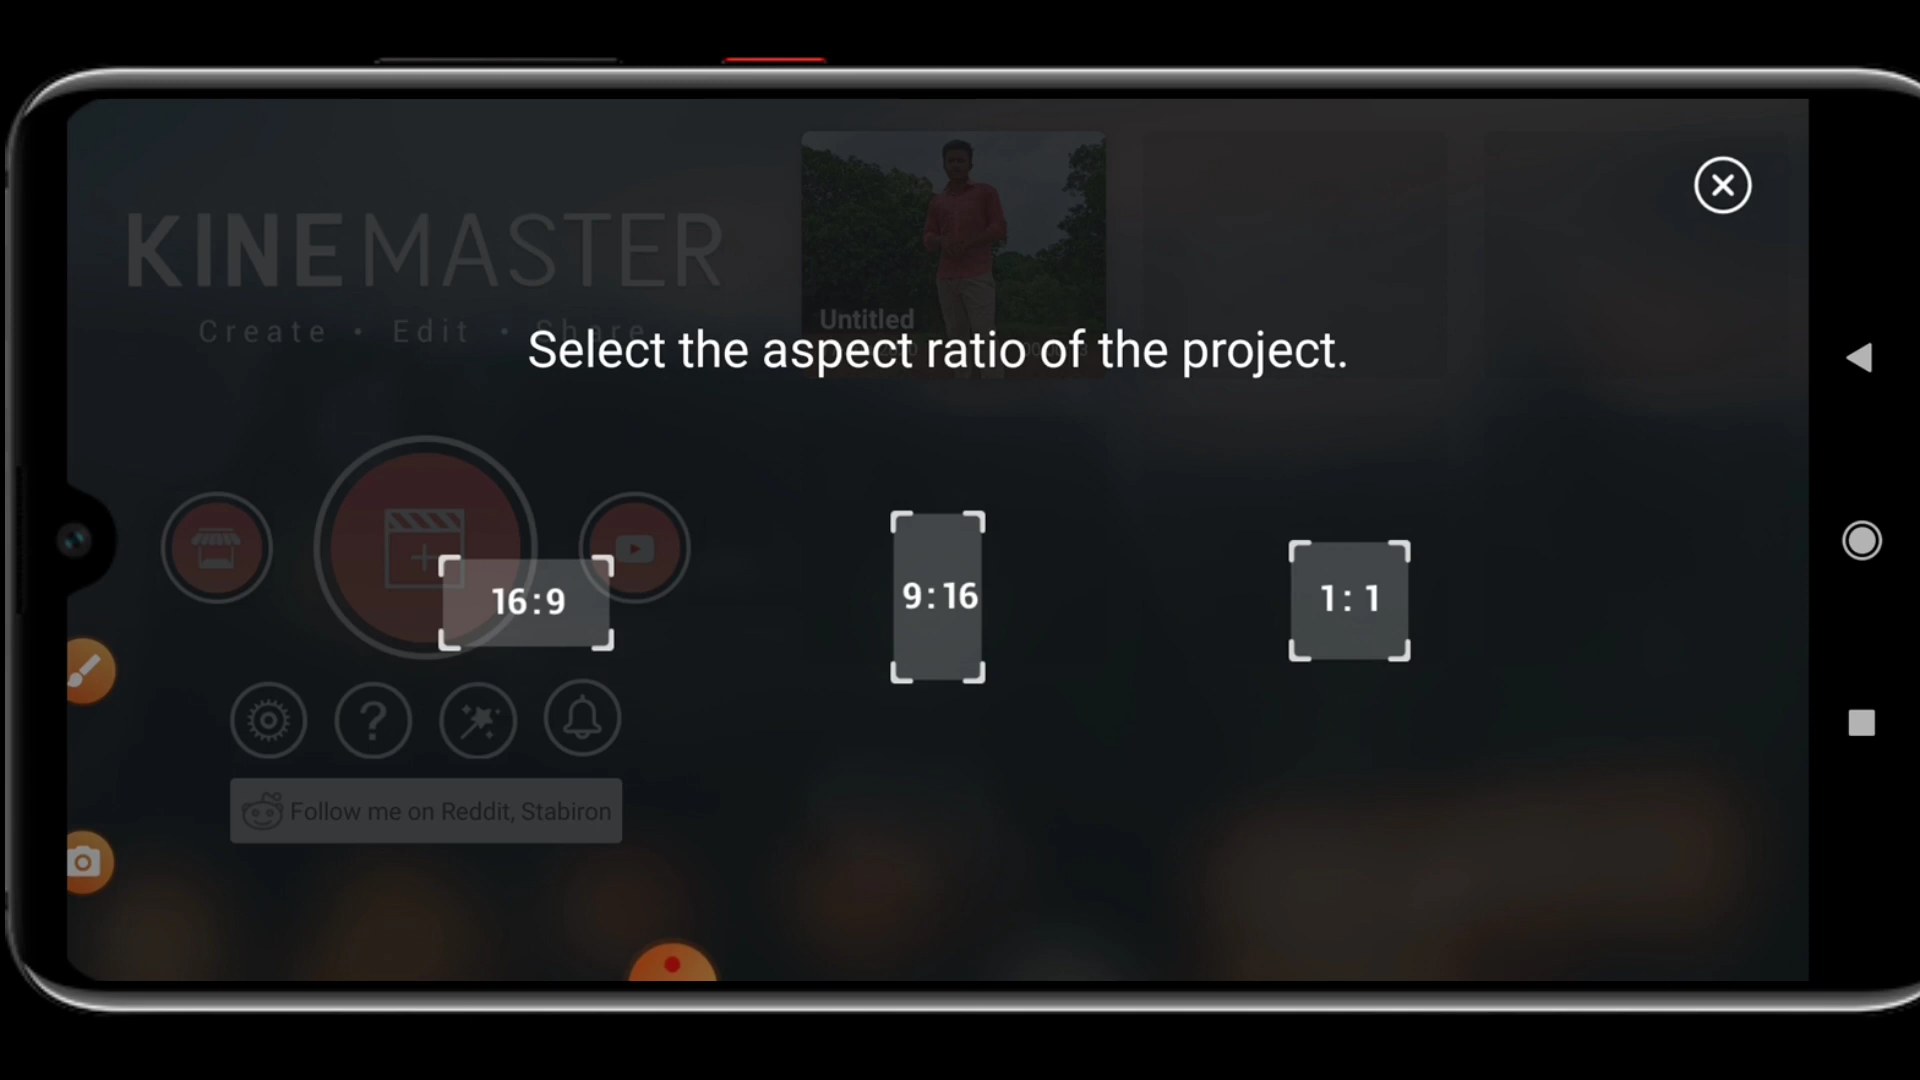 KINEMASTER
Create • Edit • Share
Untitled
Select the aspect ratio of the project.
16:9
9:16
1:1
?
Follow me on Reddit, Stabiron